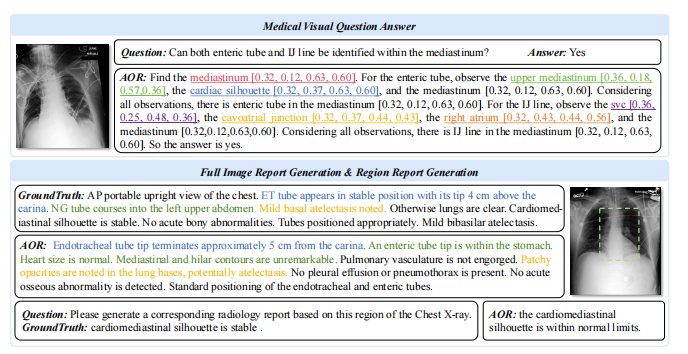 Medical Visual Question Answer
Question: Can both enteric tube and IJ line be identified within the mediastinum? Answer: Yes
AOR: Find the mediastinum [0.32, 0.12, 0.63, 0.60]. For the enteric tube, observe the upper mediastinum [0.36, 0.18,
0.57,0.36], the cardiac silhouette [0.32, 0.37, 0.63, 0.60], and the mediastinum [0.32, 0.12, 0.63, 0.60]. Considering
all observations, there is enteric tube in the mediastinum [0.32, 0.12, 0.63, 0.60]. For the IJ line, observe the svc [0.36,
0.25, 0.48, 0.36], the cavoatrial junction [0.32, 0.37, 0.44, 0.43], the right atrium [0.32, 0.43, 0.44, 0.56], and the
mediastinum [0.32,0.12,0.63,0.60]. Considering all observations, there is IJ line in the mediastinum [0.32, 0.12, 0.63,
0.60]. So the answer is yes.
Full Image Report Generation & Region Report Generation
GroundTruth: AP portable upright view of the chest. ET tube appears in stable position with its tip 4 cm above the
carina. NG tube courses into the left upper abdomen. Mild basal atelectasis noted. Otherwise lungs are clear. Cardiomed-
iastinal silhouette is stable. No acute bony abnormalities. Tubes positioned appropriately. Mild bibasilar atelectasis.
AOR: Endotracheal tube tip terminates approximately 5 cm from the carina. An enteric tube tip is within the stomach.
Heart size is normal. Mediastinal and hilar contours are unremarkable. Pulmonary vasculature is not engorged. Patchy
opacities are noted in the lung bases, potentially atelectasis. No pleural effusion or pneumothorax is present. No acute
osseous abnormality is detected. Standard positioning of the endotracheal and enteric tubes.
Question: Please generate a corresponding radiology report based on this region of the Chest X-ray.
GroundTruth: cardiomediastinal silhouette is stable .
AOR: the cardiomediastinal
silhouette is within normal limits.